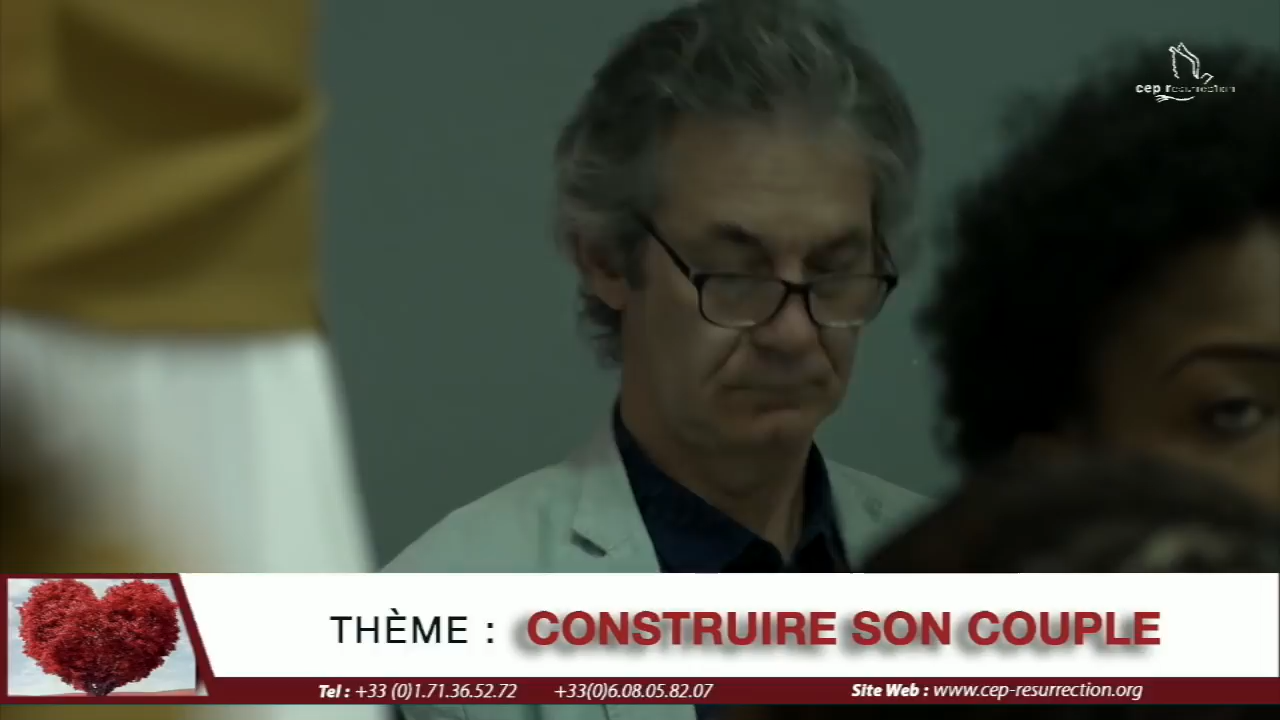 cep resurrection
THÈME : CONSTRUIRE SON COUPLE
Tel : +33 (0)1.71.36.52.72 +33(0)6.08.05.82.07 Site Web : www.cep-resurrection.org